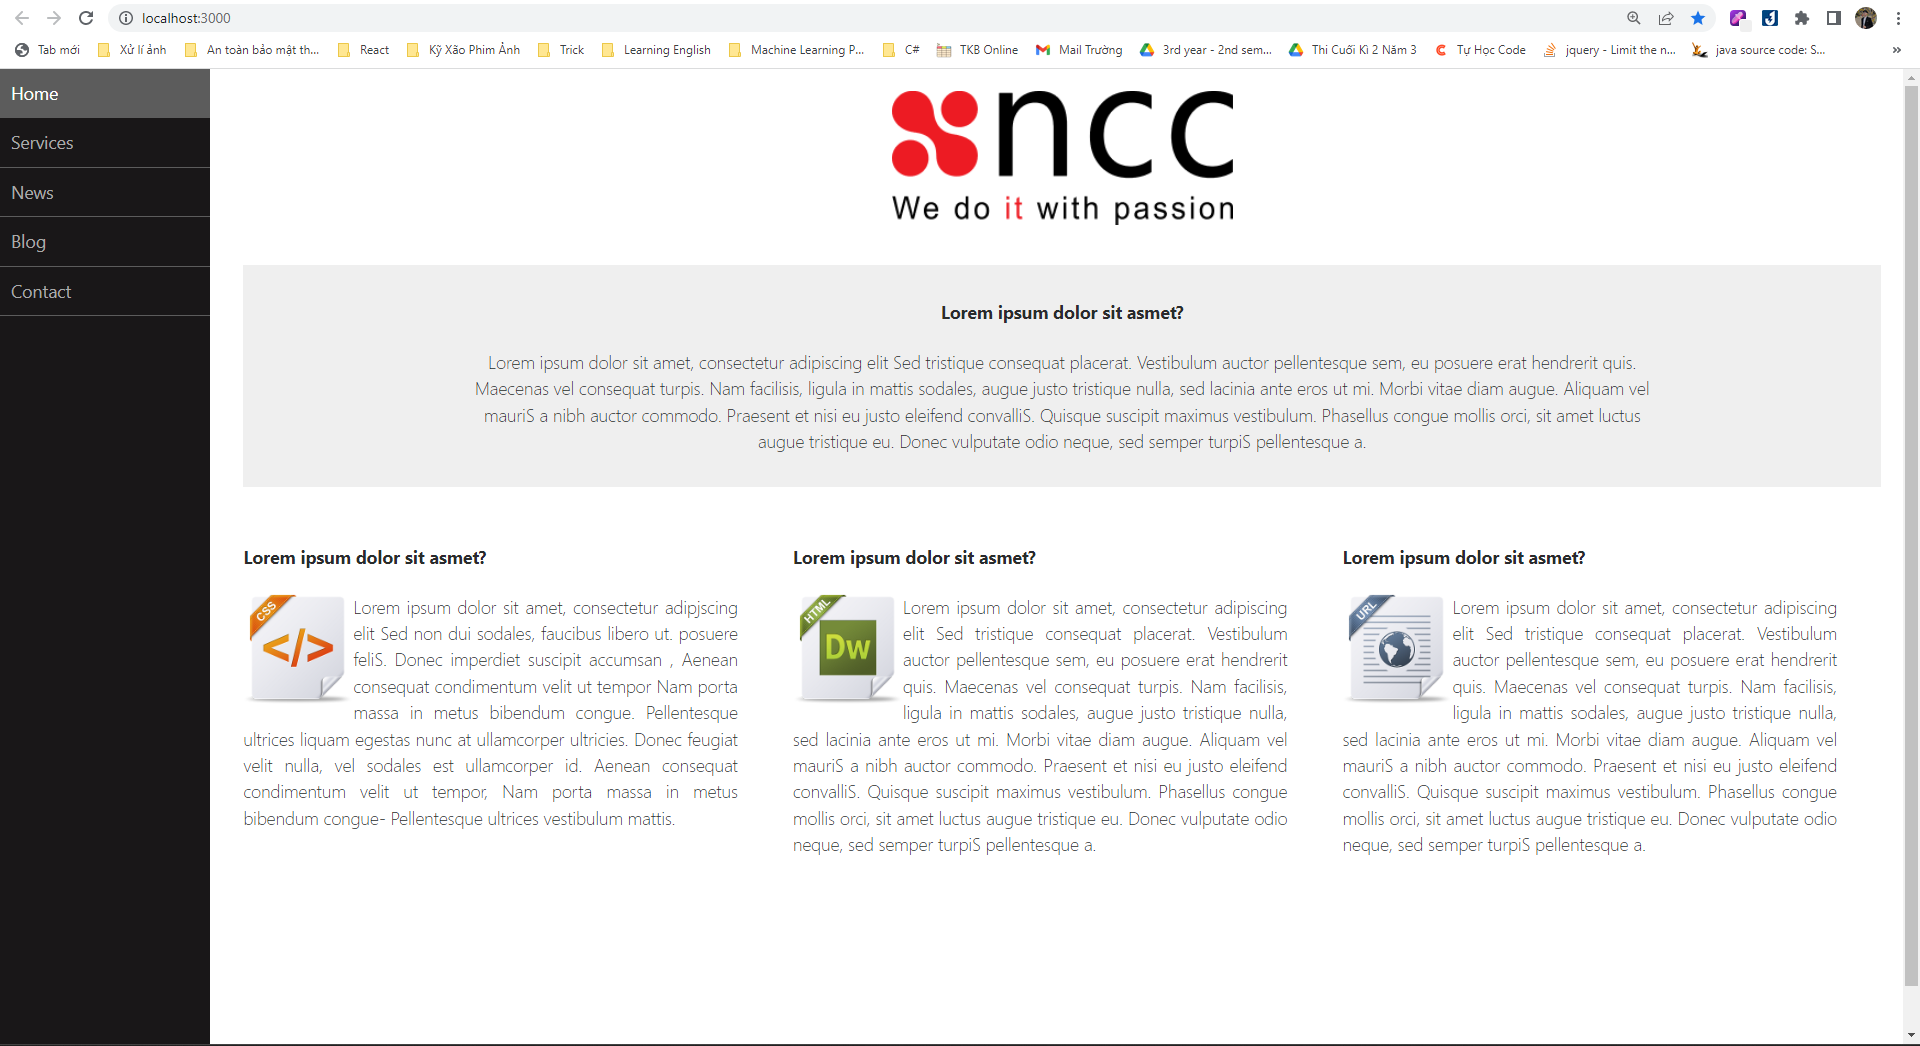 localhost:3000
Tab mới Xử lí ảnh An toàn bảo mật th... React Kỹ Xão Phim Ảnh Trick Learning English Machine Learning P... C# TKB Online Mail Trường 3rd year - 2nd sem... Thi Cuối Kì 2 Năm 3 Tự Học Code jquery - Limit the n... java source code: S... »
Home
Services
News
Blog
Contact
ncc
We do it with passion
Lorem ipsum dolor sit asmet?
Lorem ipsum dolor sit amet, consectetur adipiscing elit Sed tristique consequat placerat. Vestibulum auctor pellentesque sem, eu posuere erat hendrerit quis.
Maecenas vel consequat turpis. Nam facilisis, ligula in mattis sodales, augue justo tristique nulla, sed lacinia ante eros ut mi. Morbi vitae diam augue. Aliquam vel
mauriS a nibh auctor commodo. Praesent et nisi eu justo eleifend convalliS. Quisque suscipit maximus vestibulum. Phasellus congue mollis orci, sit amet luctus
augue tristique eu. Donec vulputate odio neque, sed semper turpiS pellentesque a.
Lorem ipsum dolor sit asmet?
CSS
</>
Lorem ipsum dolor sit amet, consectetur adipjscing
elit Sed non dui sodales, faucibus libero ut. posuere
feliS. Donec imperdiet suscipit accumsan , Aenean
consequat condimentum velit ut tempor Nam porta
massa in metus bibendum congue. Pellentesque
ultrices liquam egestas nunc at ullamcorper ultricies. Donec feugiat
velit nulla, vel sodales est ullamcorper id. Aenean consequat
condimentum velit ut tempor, Nam porta massa in metus
bibendum congue- Pellentesque ultrices vestibulum mattis.
Lorem ipsum dolor sit asmet?
HTML
Dw
Lorem ipsum dolor sit amet, consectetur adipiscing
elit Sed tristique consequat placerat. Vestibulum
auctor pellentesque sem, eu posuere erat hendrerit
quis. Maecenas vel consequat turpis. Nam facilisis,
ligula in mattis sodales, augue justo tristique nulla,
sed lacinia ante eros ut mi. Morbi vitae diam augue. Aliquam vel
mauriS a nibh auctor commodo. Praesent et nisi eu justo eleifend
convalliS. Quisque suscipit maximus vestibulum. Phasellus congue
mollis orci, sit amet luctus augue tristique eu. Donec vulputate odio
neque, sed semper turpiS pellentesque a.
Lorem ipsum dolor sit asmet?
URL
Lorem ipsum dolor sit amet, consectetur adipiscing
elit Sed tristique consequat placerat. Vestibulum
auctor pellentesque sem, eu posuere erat hendrerit
quis. Maecenas vel consequat turpis. Nam facilisis,
ligula in mattis sodales, augue justo tristique nulla,
sed lacinia ante eros ut mi. Morbi vitae diam augue. Aliquam vel
mauriS a nibh auctor commodo. Praesent et nisi eu justo eleifend
convalliS. Quisque suscipit maximus vestibulum. Phasellus congue
mollis orci, sit amet luctus augue tristique eu. Donec vulputate odio
neque, sed semper turpiS pellentesque a.